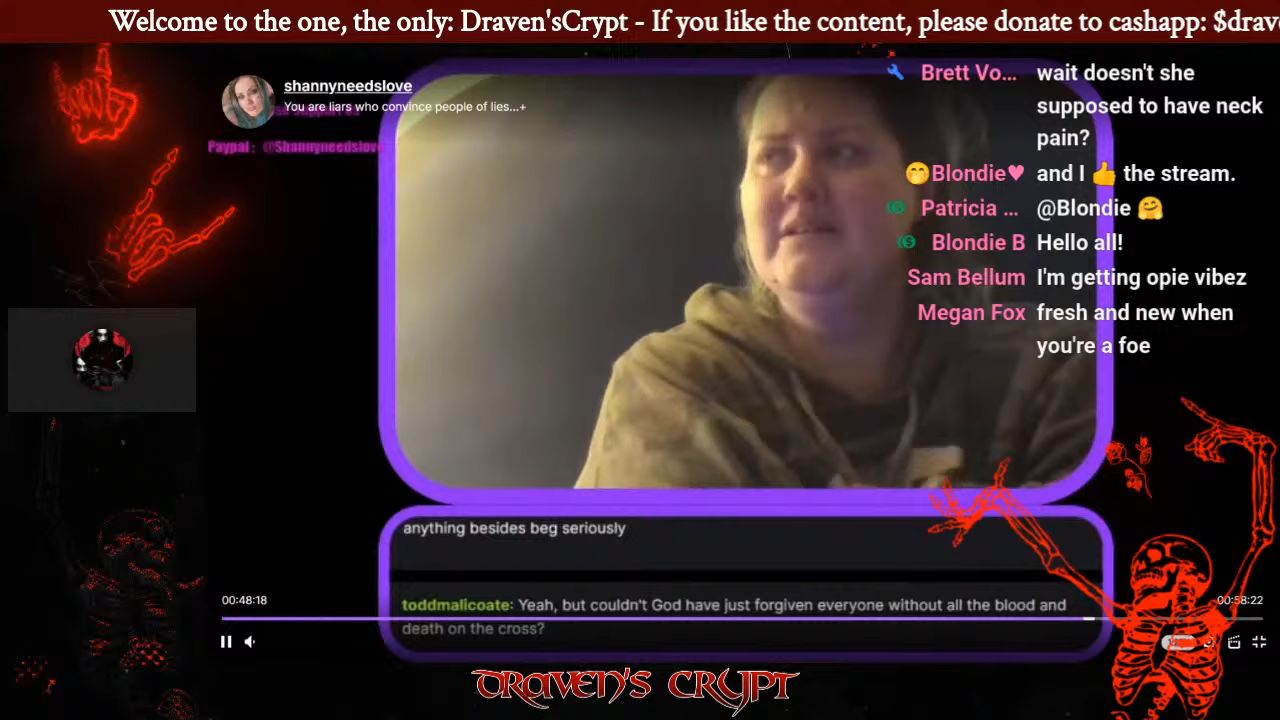 Welcome to the one, the only: Draven'sCrypt - If you like the content, please donate to cashapp: $drav
shannyneedslove
You are liars who convince people of lies...+
Paypal: @Shannyneedslove
Brett Vo... wait doesn't she
supposed to have neck
pain?
🤭Blondie♥ and I 👍 the stream.
Patricia ... @Blondie 🤗
Blondie B Hello all!
Sam Bellum I'm getting opie vibez
Megan Fox fresh and new when
you're a foe
anything besides beg seriously
toddmalicoate: Yeah, but couldn't God have just forgiven everyone without all the blood and
death on the cross?
00:48:18
00:58:22
DRAVEN'S CRYPT